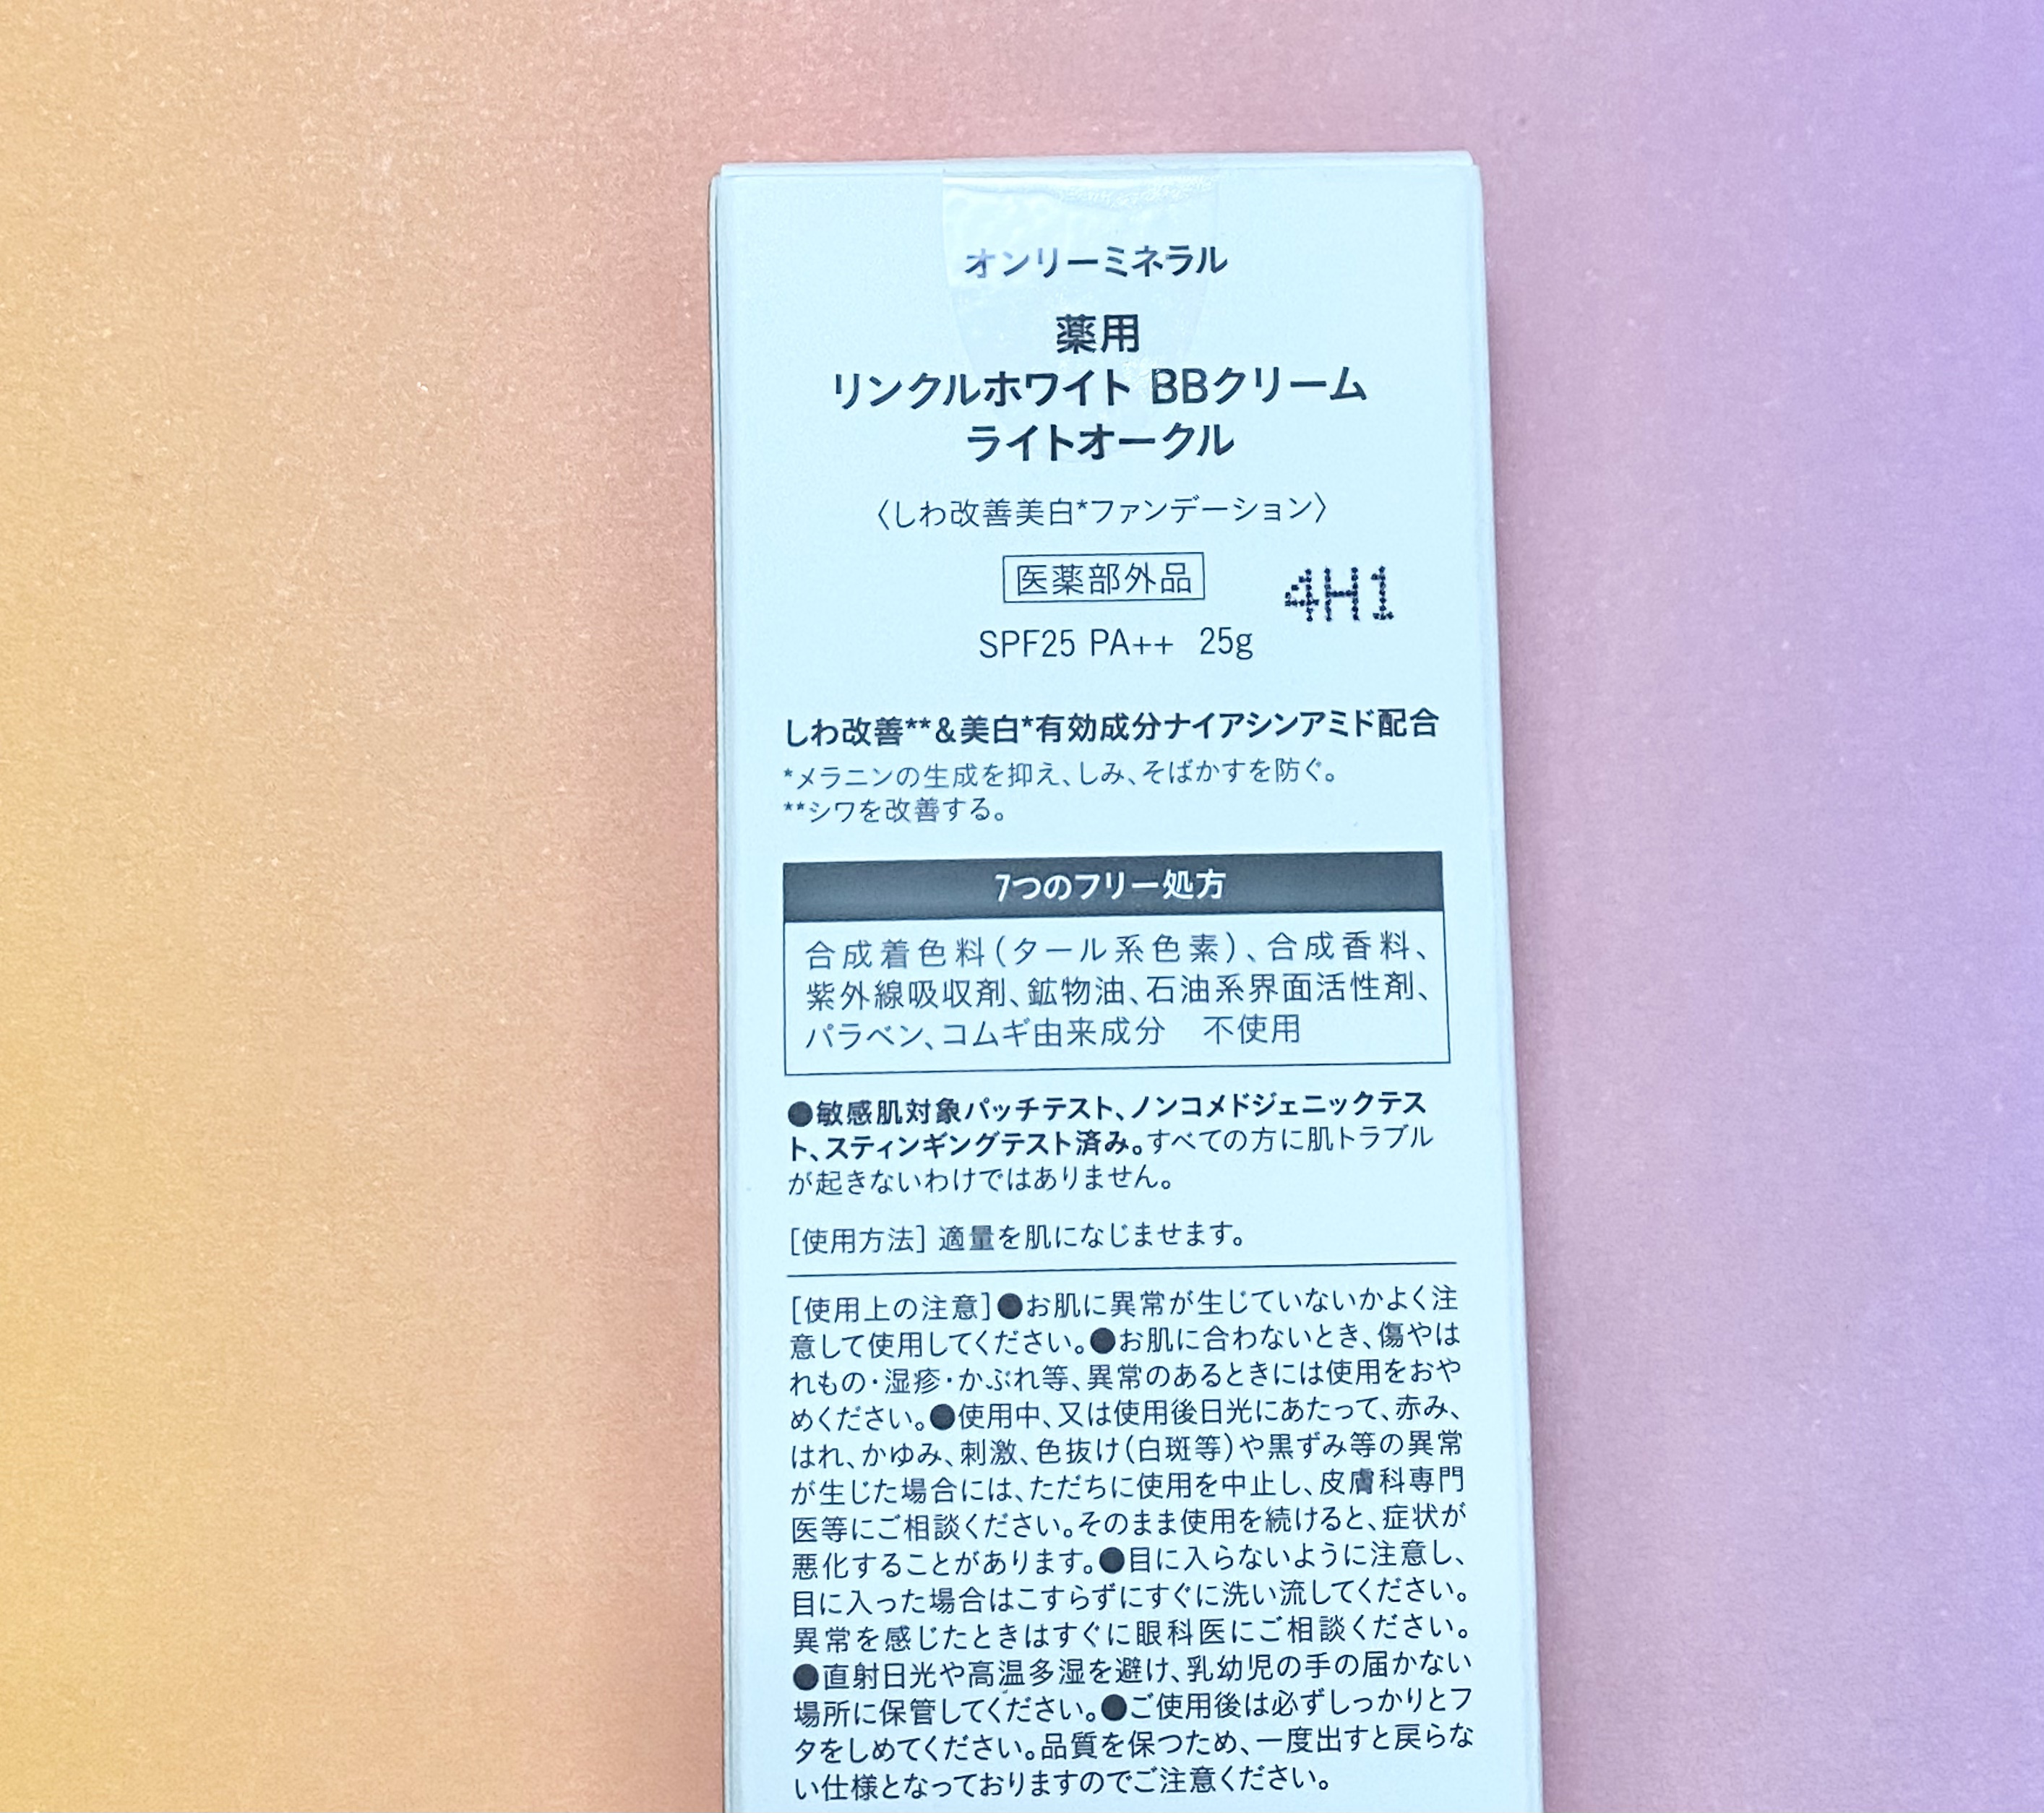 オンリーミネラル
薬用
リンクルホワイト BBクリーム
ライトオークル
〈しわ改善美白*ファンデーション〉
医薬部外品
4H1
SPF25 PA++ 25g
しわ改善**&美白*有効成分ナイアシンアミド配合
*メラニンの生成を抑え、しみ、そばかすを防ぐ。
**シワを改善する。
7つのフリー処方
合成着色料(タール系色素)、合成香料、
紫外線吸収剤、鉱物油、石油系界面活性剤、
パラベン、コムギ由来成分 不使用
●敏感肌対象パッチテスト、ノンコメドジェニックテス
ト、スティンギングテスト済み。すべての方に肌トラブル
が起きないわけではありません。
[使用方法] 適量を肌になじませます。
[使用上の注意]●お肌に異常が生じていないかよく注
意して使用してください。●お肌に合わないとき、傷やは
れもの・湿疹・かぶれ等、異常のあるときには使用をおや
めください。●使用中、又は使用後日光にあたって、赤み、
はれ、かゆみ、刺激、色抜け(白斑等)や黒ずみ等の異常
が生じた場合には、ただちに使用を中止し、皮膚科専門
医等にご相談ください。そのまま使用を続けると、症状が
悪化することがあります。●目に入らないように注意し、
目に入った場合はこすらずにすぐに洗い流してください。
異常を感じたときはすぐに眼科医にご相談ください。
●直射日光や高温多湿を避け、乳幼児の手の届かない
場所に保管してください。●ご使用後は必ずしっかりとフ
タをしめてください。品質を保つため、一度出すと戻らな
い仕様となっておりますのでご注意ください。